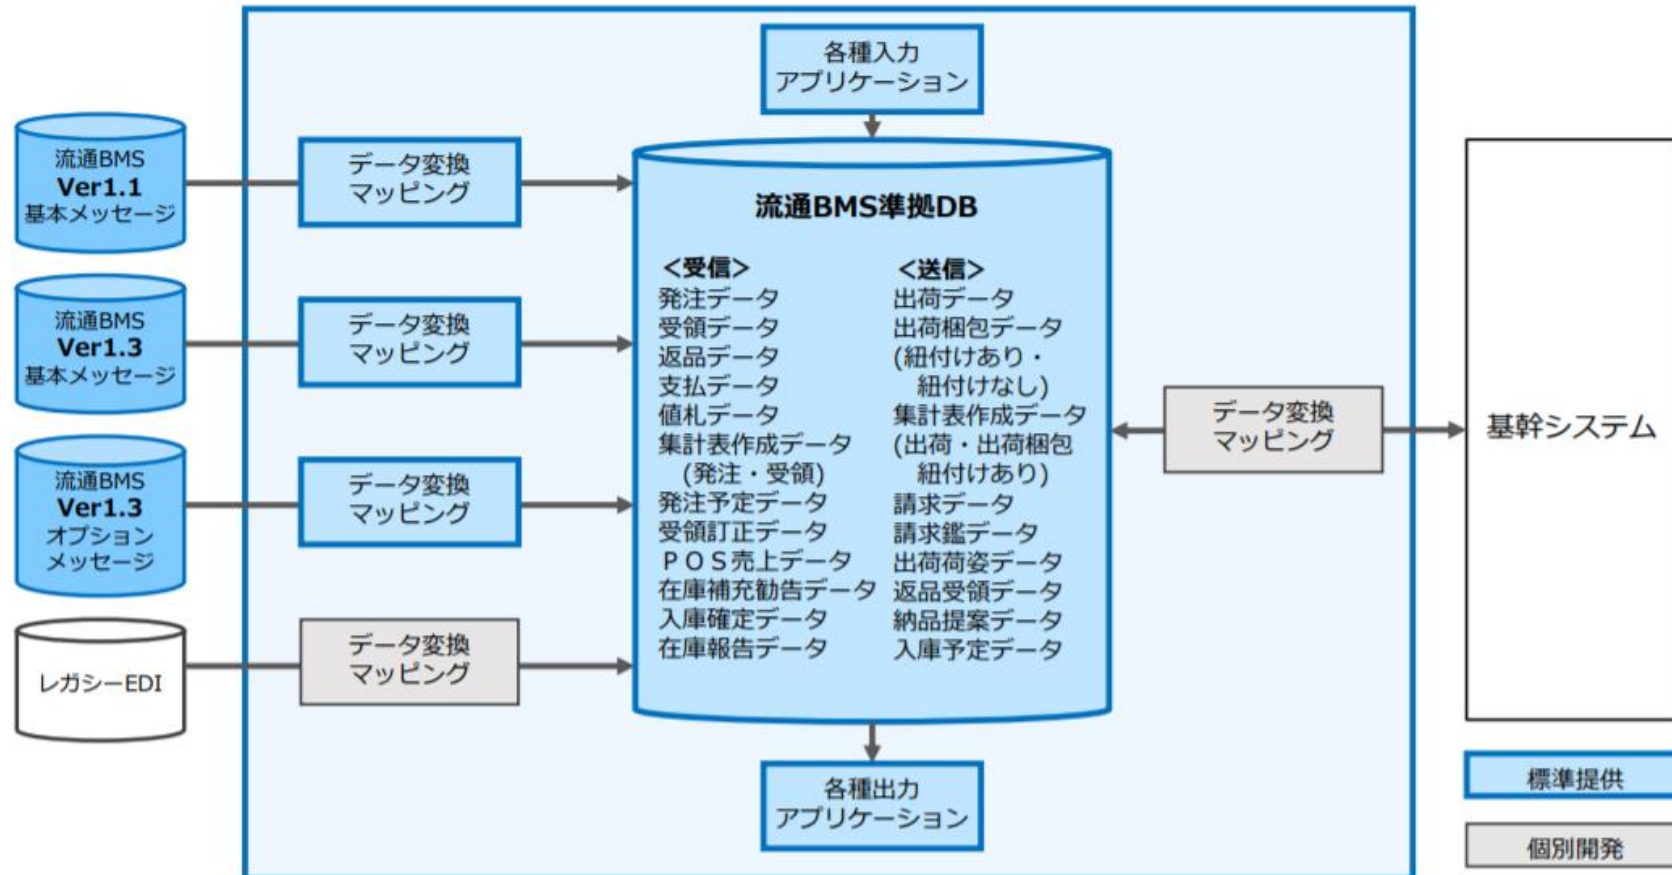 各種入力
アプリケーション
流通BMS
Ver1.1
基本メッセージ
データ変換
マッピング
流通BMS
Ver1.3
基本メッセージ
データ変換
マッピング
流通BMS
Ver1.3
オプション
メッセージ
データ変換
マッピング
レガシーEDI
データ変換
マッピング
流通BMS準拠DB
<受信>
発注データ
受領データ
返品データ
支払データ
値札データ
集計表作成データ
(発注・受領)
発注予定データ
受領訂正データ
POS売上データ
在庫補充勧告データ
入庫確定データ
在庫報告データ
<送信>
出荷データ
出荷梱包データ
(紐付けあり・
紐付けなし)
集計表作成データ
(出荷・出荷梱包
紐付けあり)
請求データ
請求鑑データ
出荷荷姿データ
返品受領データ
納品提案データ
入庫予定データ
データ変換
マッピング
基幹システム
各種出力
アプリケーション
標準提供
個別開発